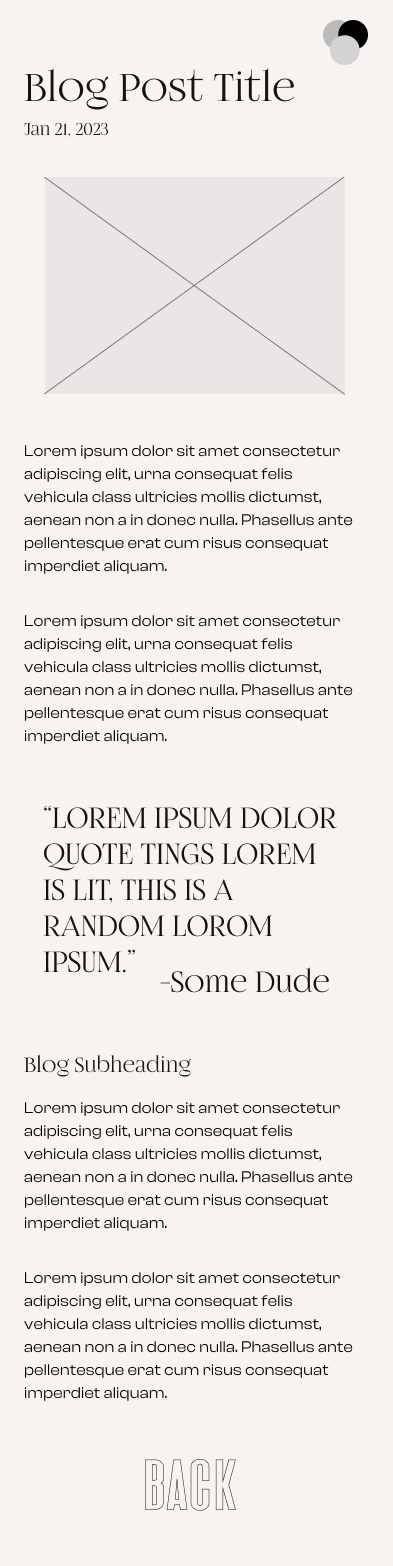 Blog Post Title
Jan 21, 2023
Lorem ipsum dolor sit amet consectetur
adipiscing elit, urna consequat felis
vehicula class ultricies mollis dictumst,
aenean non a in donec nulla. Phasellus ante
pellentesque erat cum risus consequat
imperdiet aliquam.
Lorem ipsum dolor sit amet consectetur
adipiscing elit, urna consequat felis
vehicula class ultricies mollis dictumst,
aenean non a in donec nulla. Phasellus ante
pellentesque erat cum risus consequat
imperdiet aliquam.
“LOREM IPSUM DOLOR
QUOTE TINGS LOREM
IS LIT, THIS IS A
RANDOM LOROM
IPSUM.”
-Some Dude
Blog Subheading
Lorem ipsum dolor sit amet consectetur
adipiscing elit, urna consequat felis
vehicula class ultricies mollis dictumst,
aenean non a in donec nulla. Phasellus ante
pellentesque erat cum risus consequat
imperdiet aliquam.
Lorem ipsum dolor sit amet consectetur
adipiscing elit, urna consequat felis
vehicula class ultricies mollis dictumst,
aenean non a in donec nulla. Phasellus ante
pellentesque erat cum risus consequat
imperdiet aliquam.
BACK